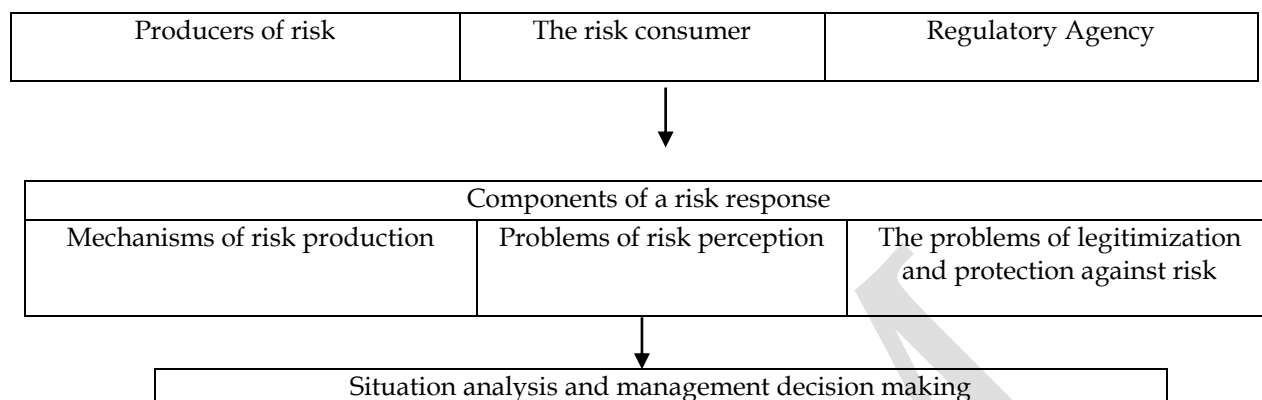 Producers of risk
The risk consumer
Regulatory Agency
Components of a risk response
Mechanisms of risk production
Problems of risk perception
The problems of legitimization
and protection against risk
Situation analysis and management decision making